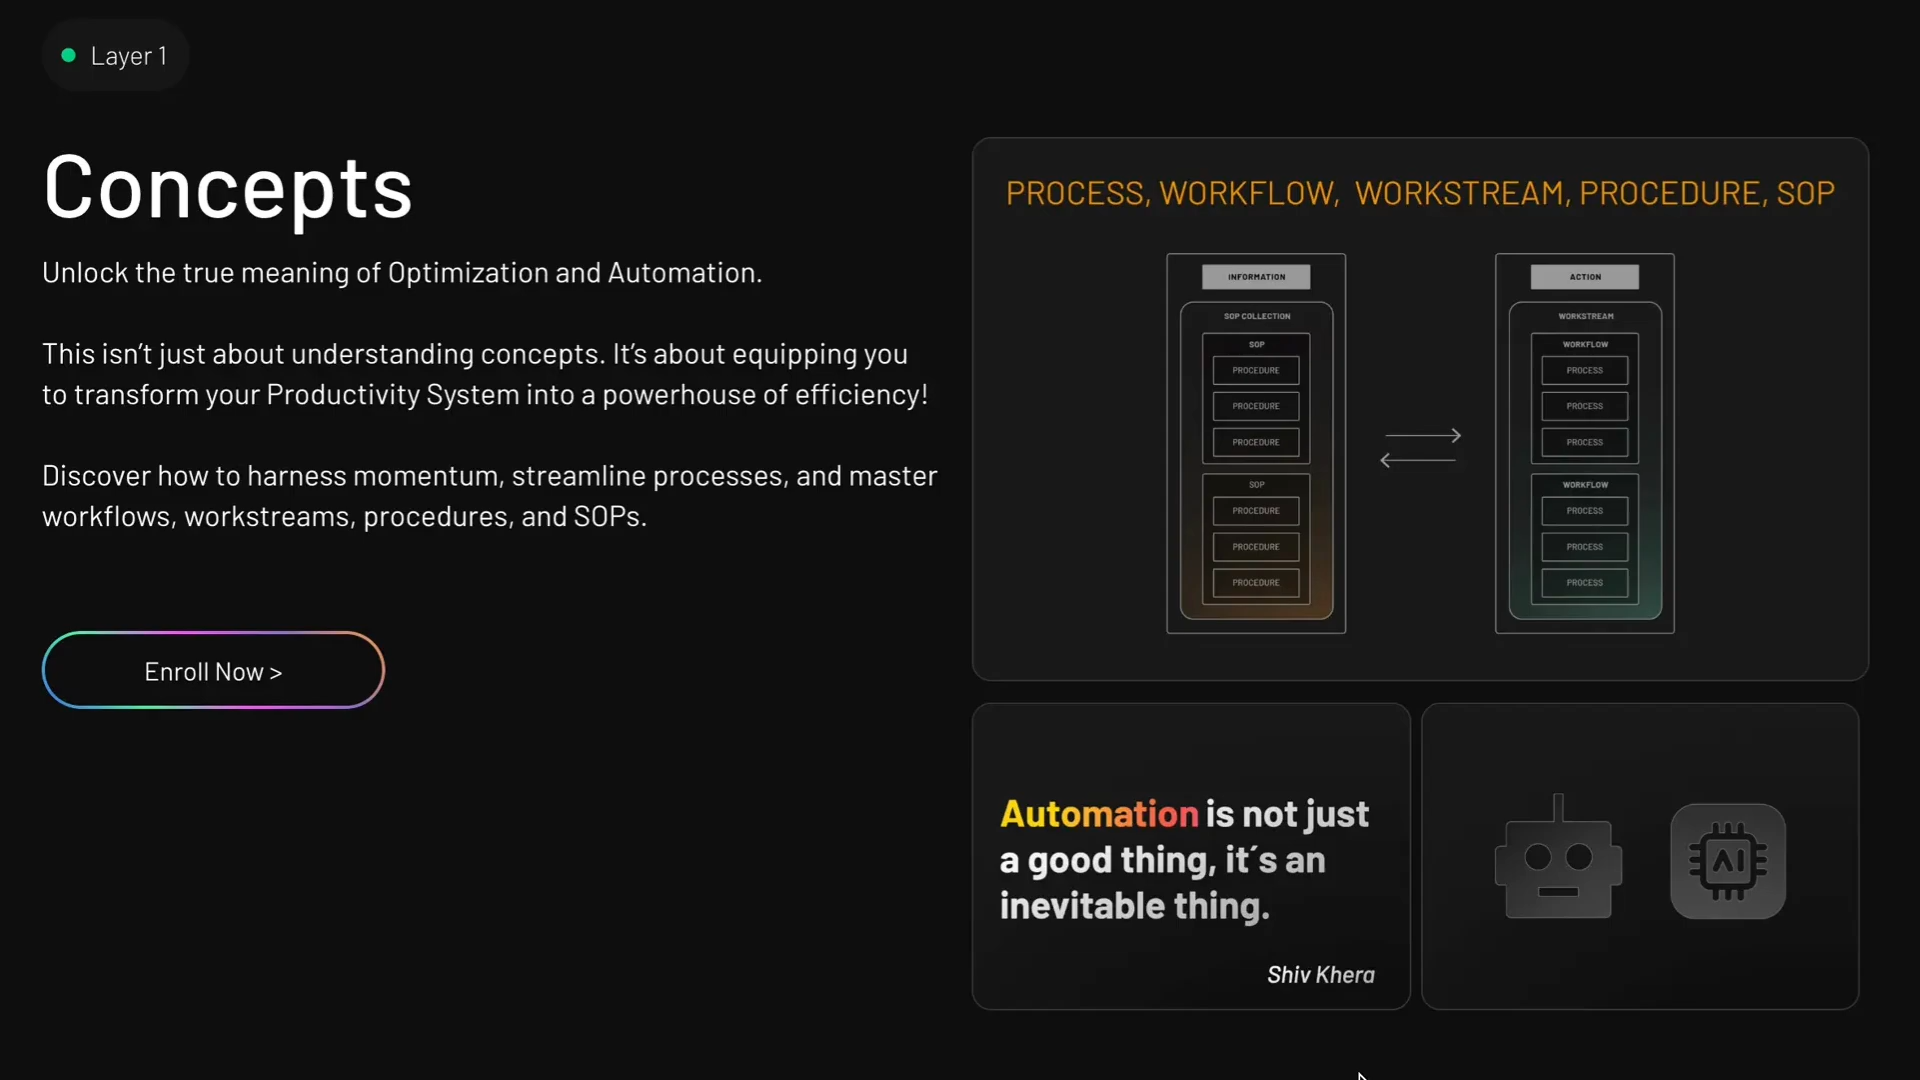 Layer 1
Concepts
Unlock the true meaning of Optimization and Automation.
This isn’t just about understanding concepts. It’s about equipping you
to transform your Productivity System into a powerhouse of efficiency!
Discover how to harness momentum, streamline processes, and master
workflows, workstreams, procedures, and SOPs.
Enroll Now >
PROCESS, WORKFLOW, WORKSTREAM, PROCEDURE, SOP
INFORMATION
SOP COLLECTION
SOP
PROCEDURE
PROCEDURE
PROCEDURE
SOP
PROCEDURE
PROCEDURE
PROCEDURE
ACTION
WORKSTREAM
WORKFLOW
PROCESS
PROCESS
PROCESS
WORKFLOW
PROCESS
PROCESS
PROCESS
Automation is not just
a good thing, it´s an
inevitable thing.
Shiv Khera
AI